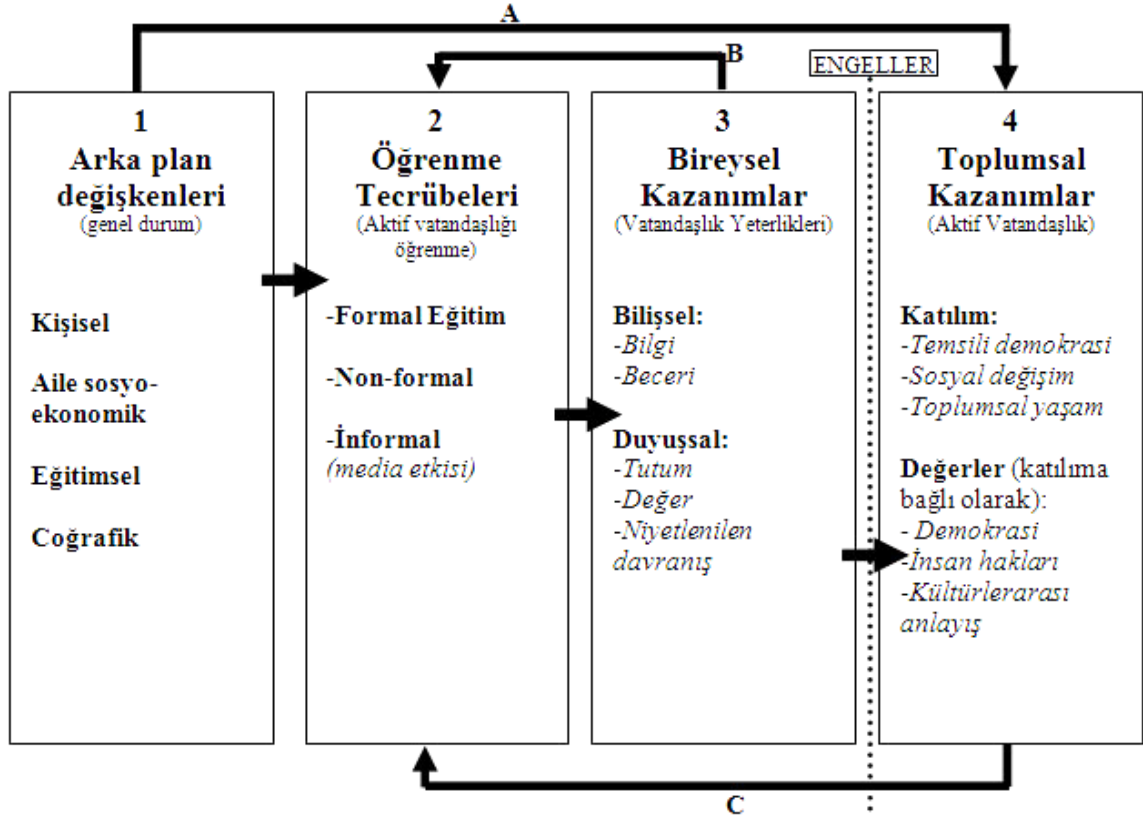 A
B
ENGELLER
1
Arka plan
değişkenleri
(genel durum)
Kişisel
Aile sosyo-
ekonomik
Eğitimsel
Coğrafik
2
Öğrenme
Tecrübeleri
(Aktif vatandaşlığı
öğrenme)
-Formal Eğitim
-Non-formal
-İnformal
(media etkisi)
3
Bireysel
Kazanımlar
(Vatandaşlık Yeterlikleri)
Bilişsel:
-Bilgi
-Beceri
Duyuşsal:
-Tutum
-Değer
-Niyetlenilen
davranış
4
Toplumsal
Kazanımlar
(Aktif Vatandaşlık)
Katılım:
-Temsili demokrasi
-Sosyal değişim
-Toplumsal yaşam
Değerler (katılıma
bağlı olarak):
- Demokrasi
-İnsan hakları
-Kültürlerarası
anlayış
C